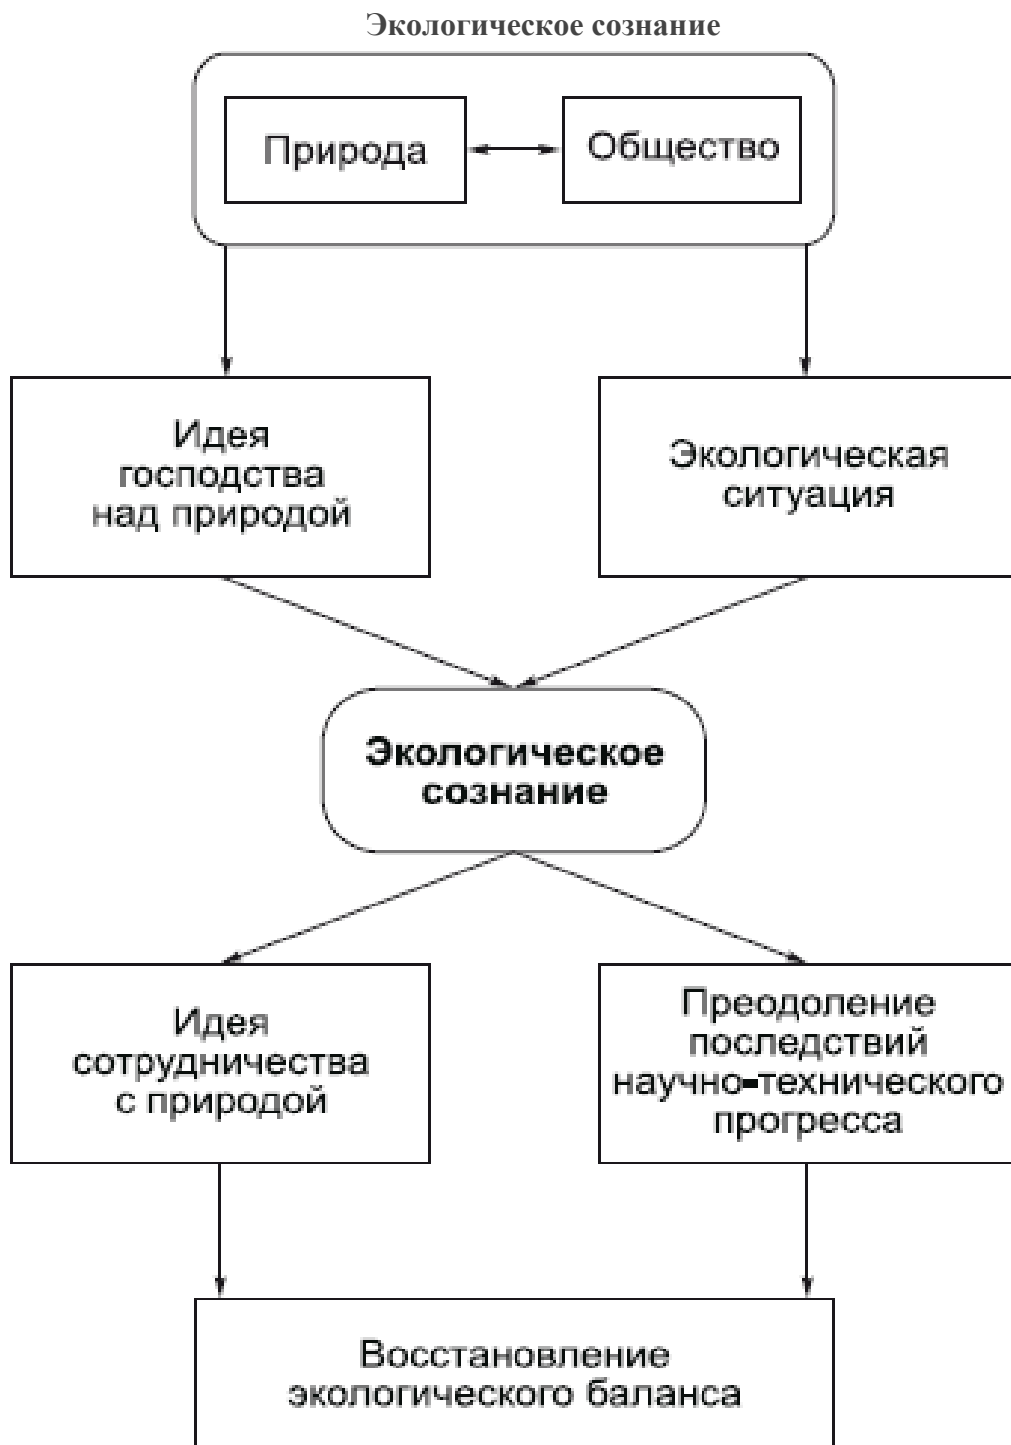 Экологическое сознание
Природа
Общество
Идея
господства
над природой
Экологическая
ситуация
Экологическое
сознание
Идея
сотрудничества
с природой
Преодоление
последствий
научно-технического
прогресса
Восстановление
экологического баланса